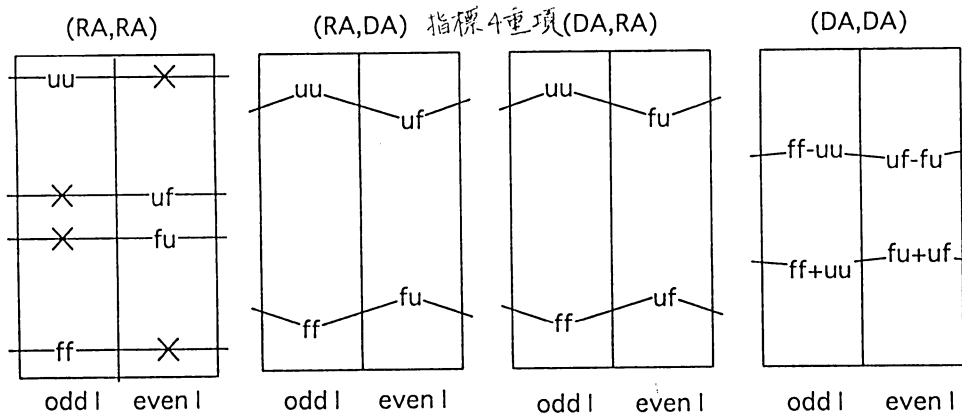 (RA,RA) (RA,DA) 指標4重項 (DA,RA) (DA,DA)
uu
uf
fu
ff
odd l even l
uu
uf
fu
ff
odd l even l
uu
fu
uf
ff
odd l even l
ff-uu uf-fu
ff+uu fu+uf
odd l even l